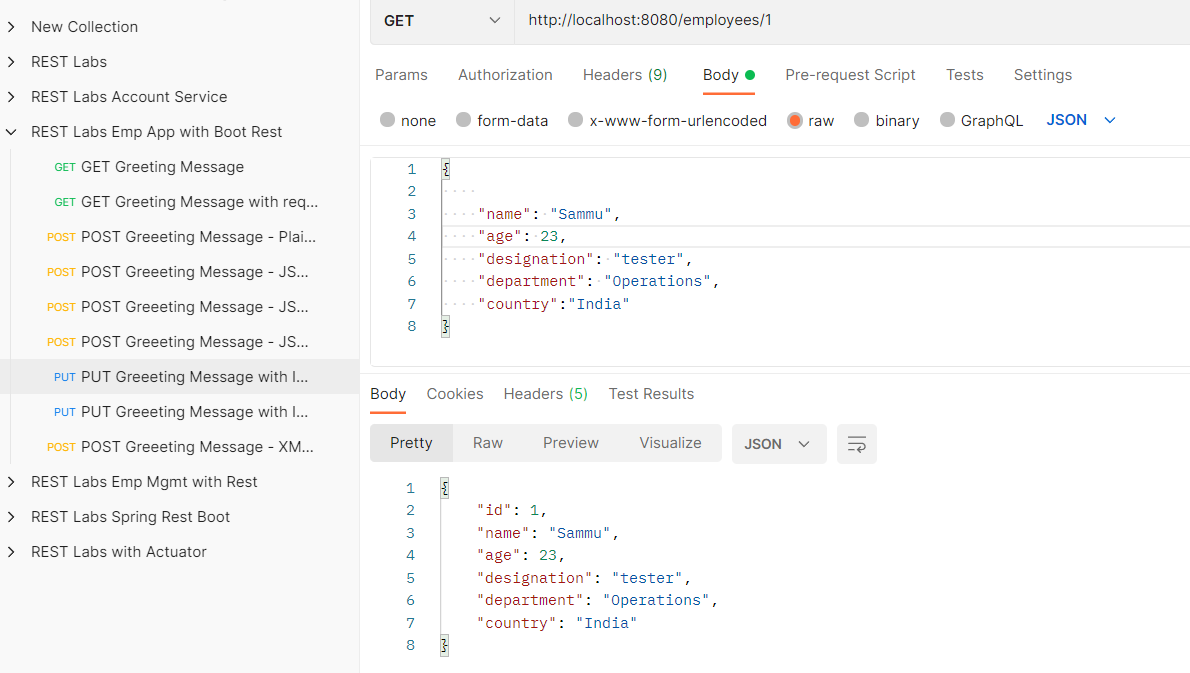 New Collection
REST Labs
REST Labs Account Service
REST Labs Emp App with Boot Rest
GET GET Greeting Message
GET GET Greeting Message with req...
POST POST Greeeting Message - Plai...
POST POST Greeeting Message - JS...
POST POST Greeeting Message - JS...
POST POST Greeeting Message - JS...
PUT PUT Greeeting Message with I...
PUT PUT Greeeting Message with I...
POST POST Greeeting Message - XM...
REST Labs Emp Mgmt with Rest
REST Labs Spring Rest Boot
REST Labs with Actuator
GET http://localhost:8080/employees/1
Params Authorization Headers (9) Body Pre-request Script Tests Settings
none form-data x-www-form-urlencoded raw binary GraphQL JSON
1 {
2
3 "name": "Sammu",
4 "age": 23,
5 "designation": "tester",
6 "department": "Operations",
7 "country":"India"
8 }
Body Cookies Headers (5) Test Results
Pretty Raw Preview Visualize JSON
1 {
2 "id": 1,
3 "name": "Sammu",
4 "age": 23,
5 "designation": "tester",
6 "department": "Operations",
7 "country": "India"
8 }